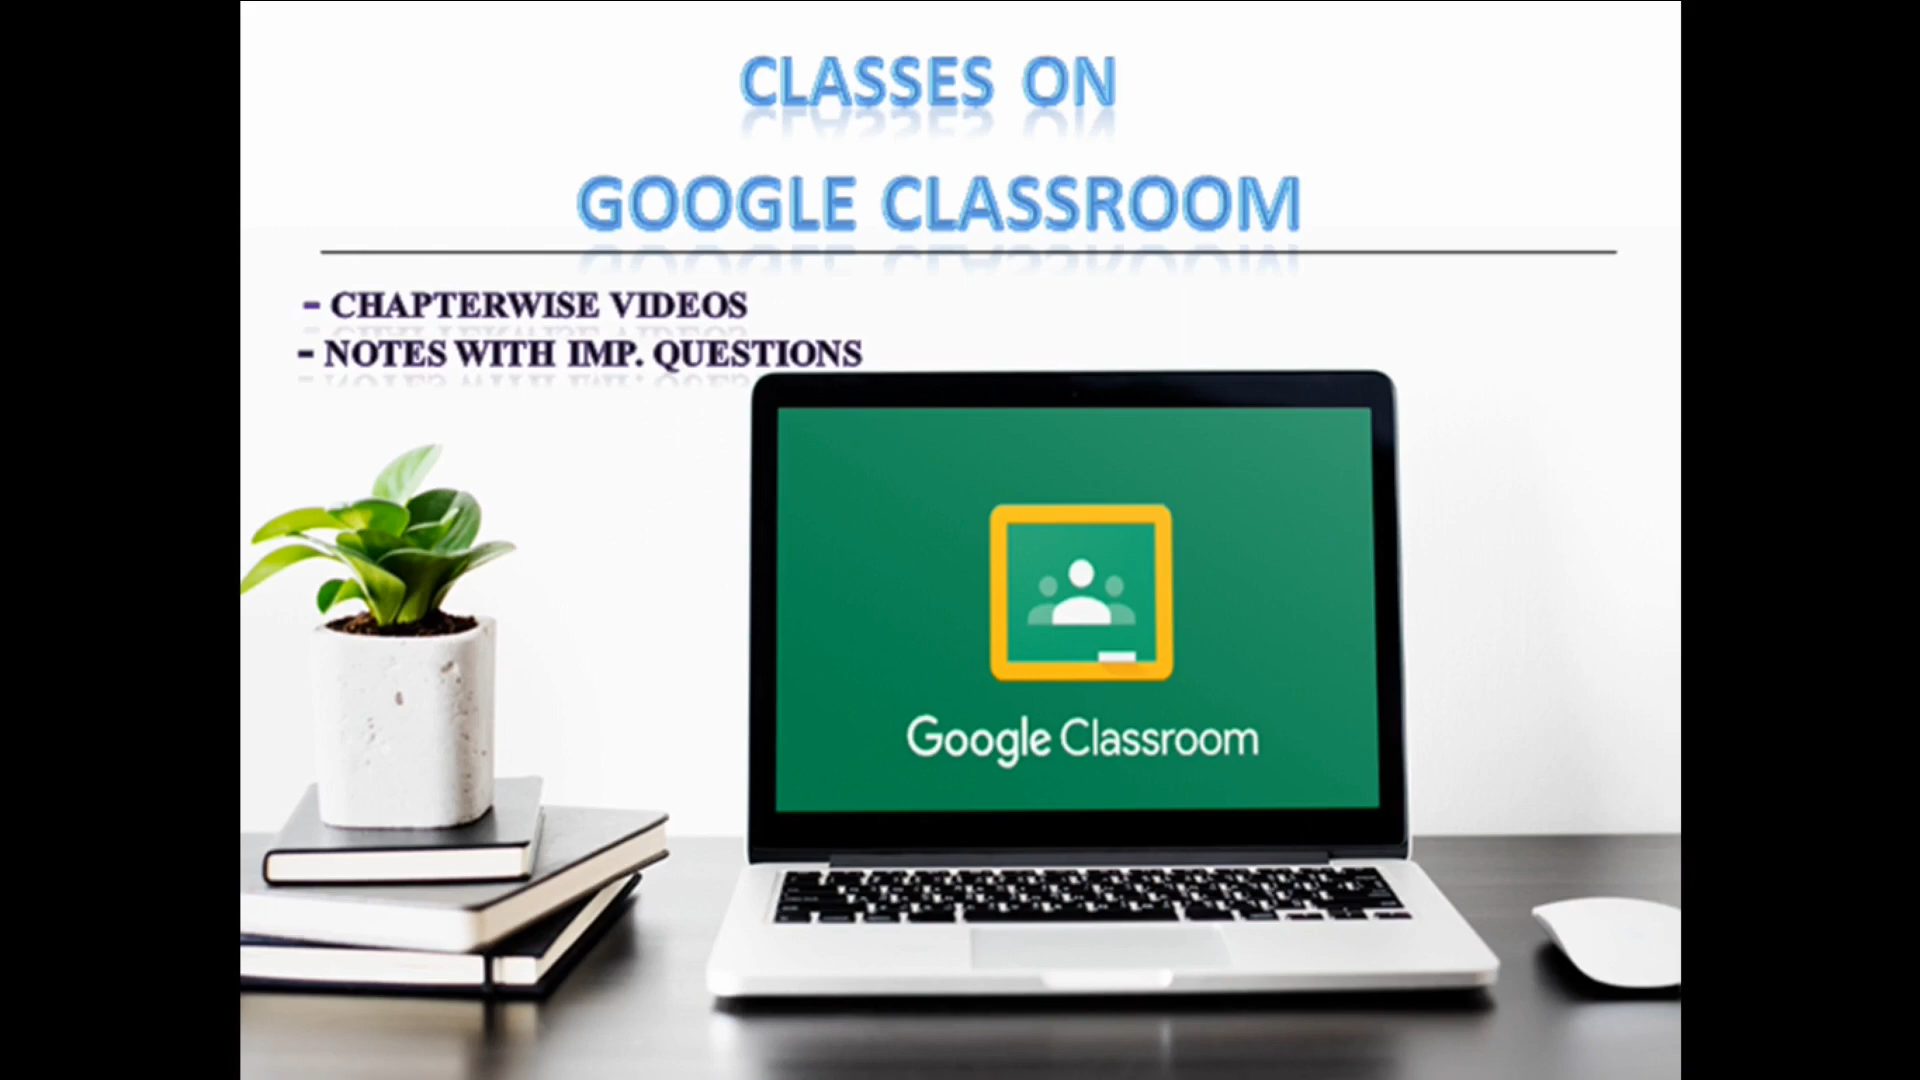 CLASSES ON
GOOGLE CLASSROOM
- CHAPTERWISE VIDEOS
- NOTES WITH IMP. QUESTIONS
Google Classroom